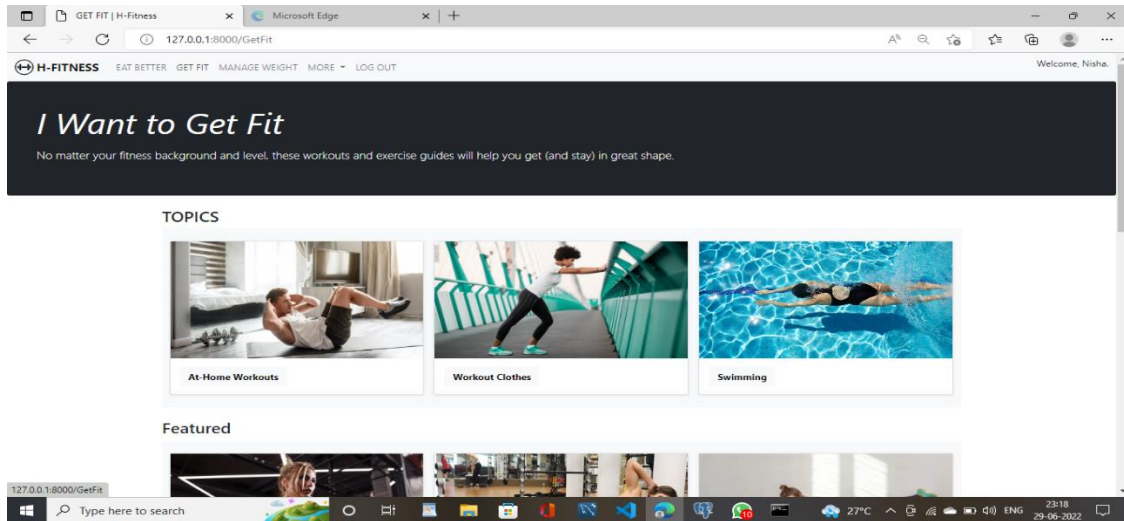 GET FIT | H-Fitness
Microsoft Edge
127.0.0.1:8000/GetFit
H-FITNESS EAT BETTER GET FIT MANAGE WEIGHT MORE LOG OUT Welcome, Nisha.
I Want to Get Fit
No matter your fitness background and level, these workouts and exercise guides will help you get (and stay) in great shape.
TOPICS
At-Home Workouts
Workout Clothes
Swimming
Featured
127.0.0.1:8000/GetFit
Type here to search
10
27°C
ENG
23:18
29-06-2022